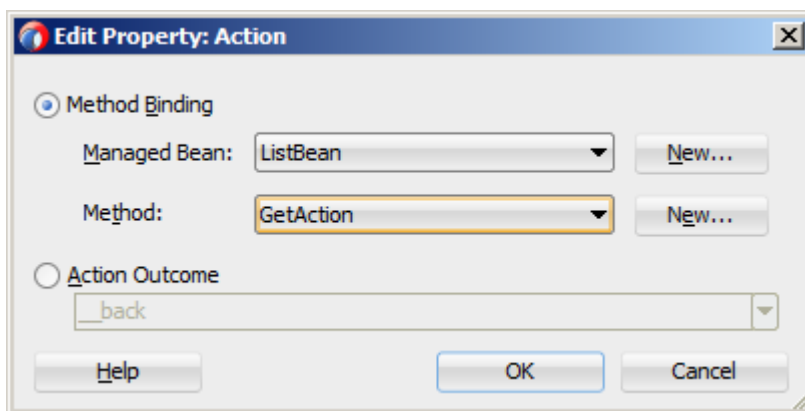 Edit Property: Action
Method Binding
Managed Bean: ListBean New...
Method: GetAction New...
Action Outcome
__back
Help OK Cancel